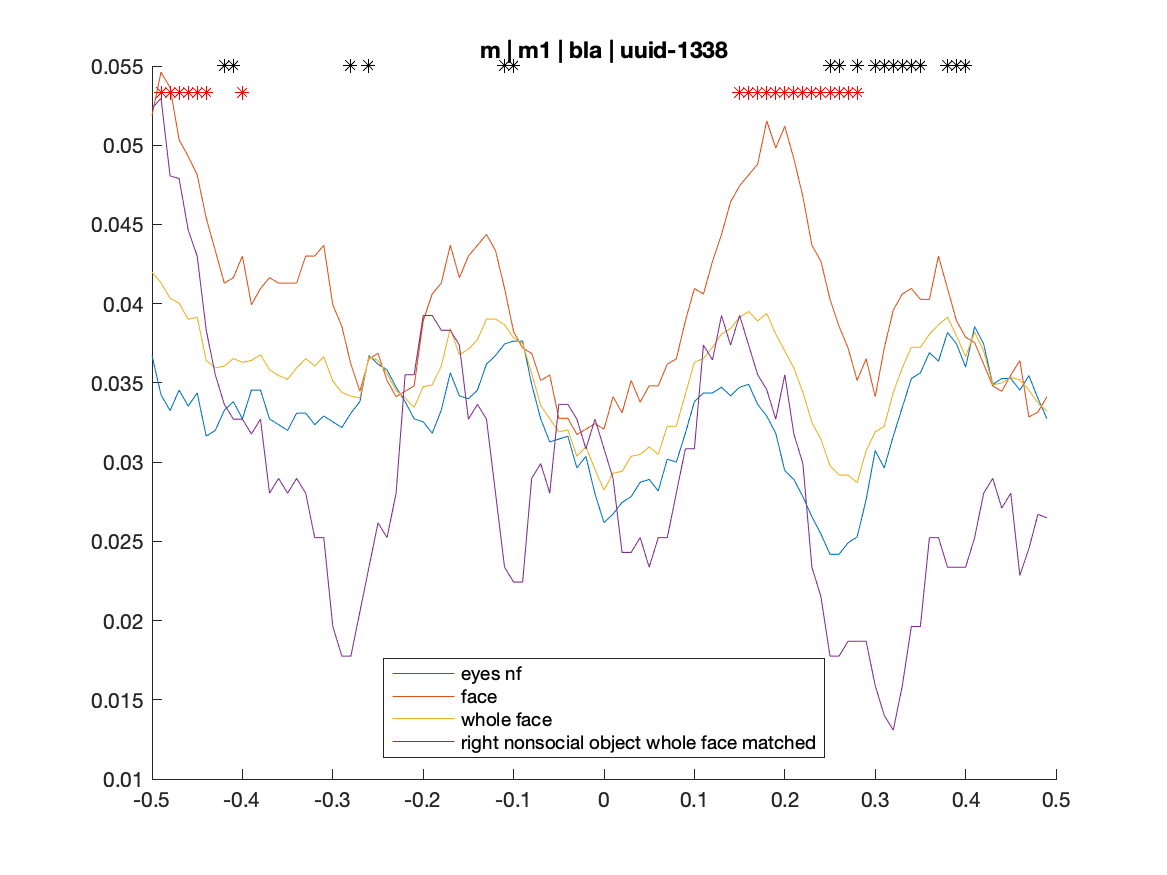 m | m1 | bla | uuid-1338
0.055
0.05
0.045
0.04
0.035
0.03
0.025
0.02
0.015
0.01
eyes nf
face
whole face
right nonsocial object whole face matched
-0.5 -0.4 -0.3 -0.2 -0.1 0 0.1 0.2 0.3 0.4 0.5